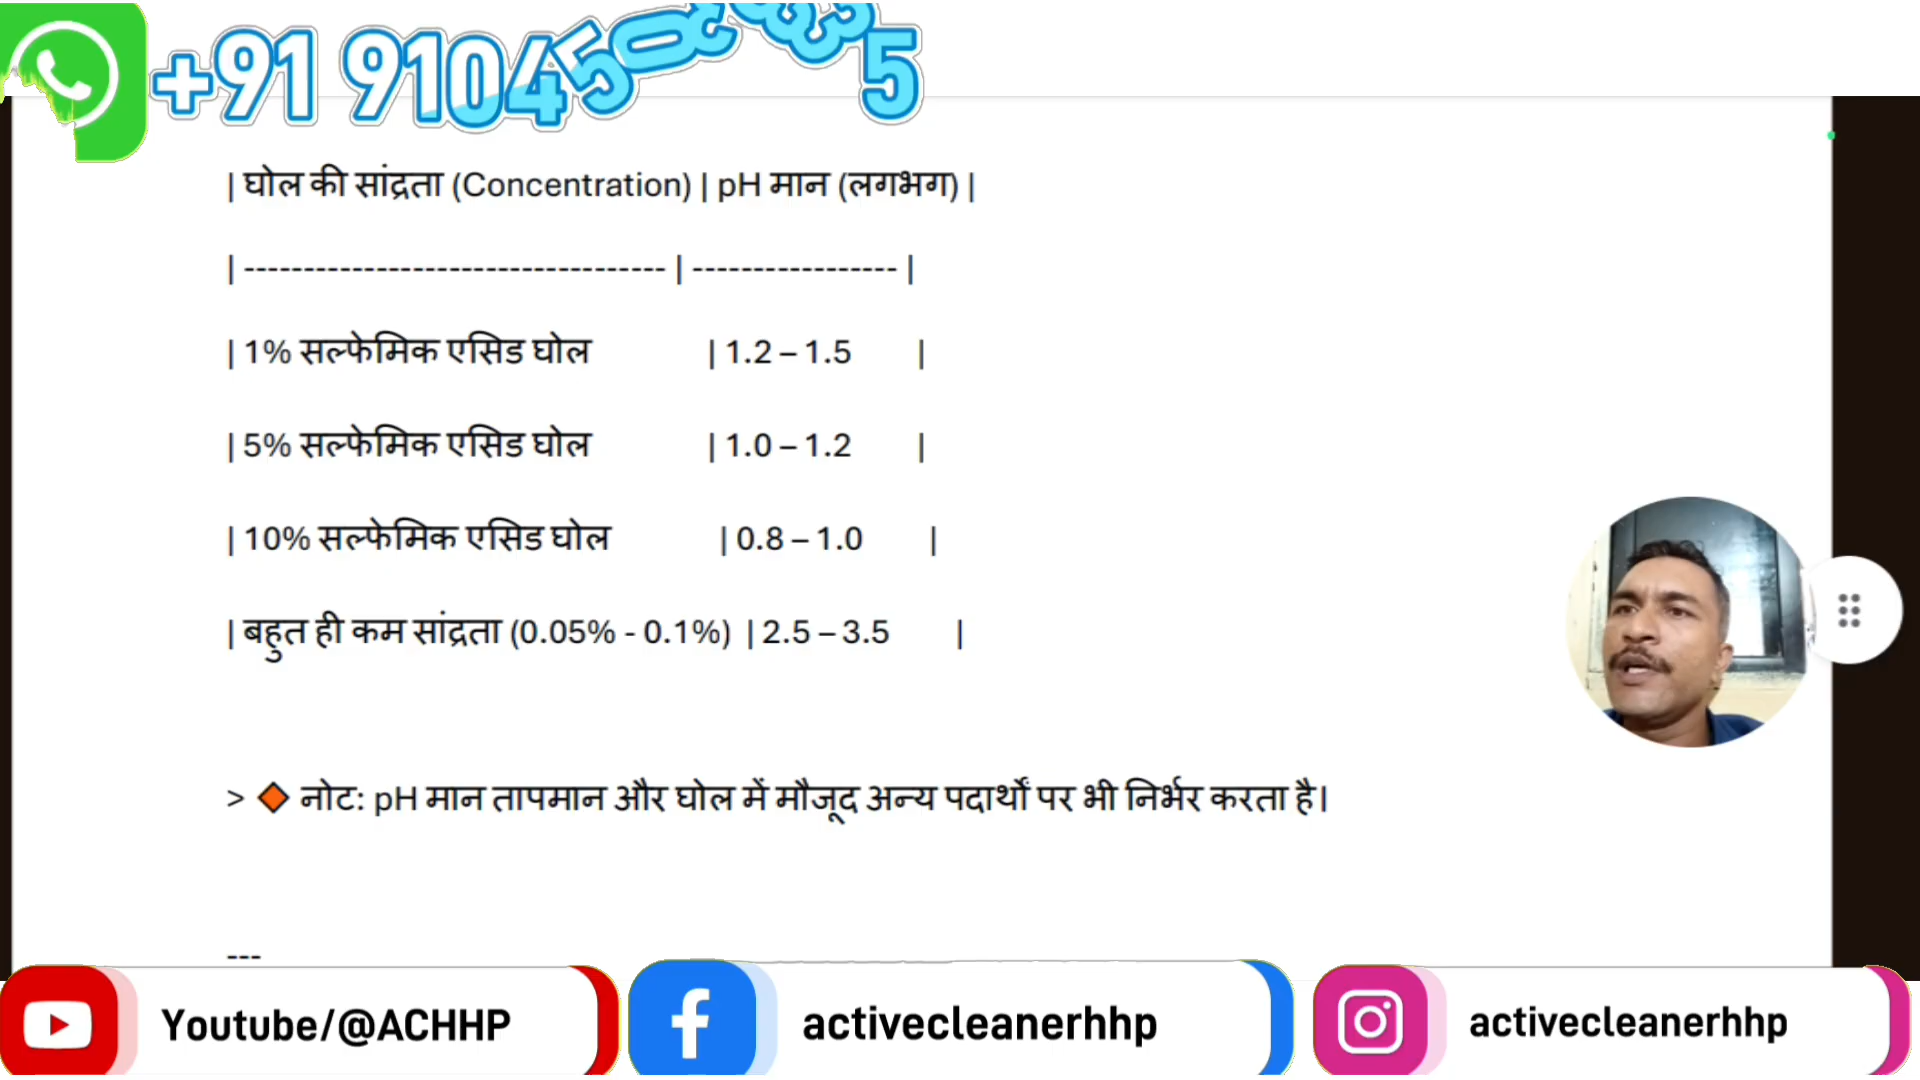 +91 91045
5
| घोल की सांद्रता (Concentration) | pH मान (लगभग) |
| ------------------------------------ | ------------------ |
| 1% सल्फेमिक एसिड घोल | 1.2 – 1.5 |
| 5% सल्फेमिक एसिड घोल | 1.0 – 1.2 |
| 10% सल्फेमिक एसिड घोल | 0.8 – 1.0 |
| बहुत ही कम सांद्रता (0.05% - 0.1%) | 2.5 – 3.5 |
> 🔶 नोट: pH मान तापमान और घोल में मौजूद अन्य पदार्थों पर भी निर्भर करता है।
---
Youtube/@ACHHP
activecleanerhhp
activecleanerhhp